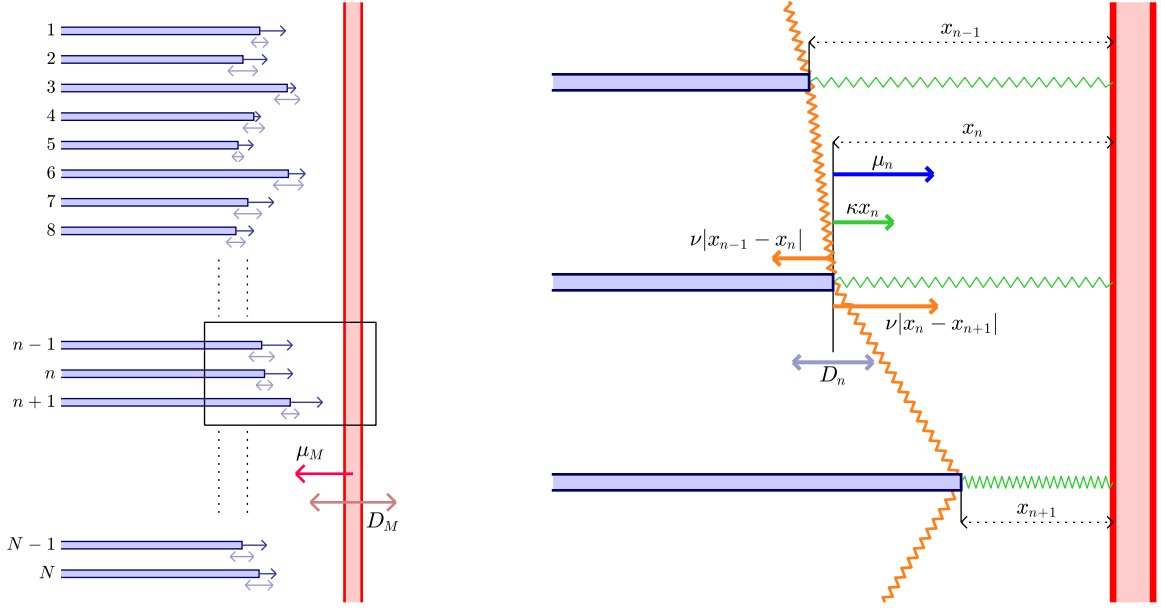 1
2
3
4
5
6
7
8
n − 1
n
n + 1
μ_M
D_M
N − 1
N
x_{n−1}
x_n
μ_n
κx_n
ν|x_{n−1} − x_n|
ν|x_n − x_{n+1}|
D_n
x_{n+1}